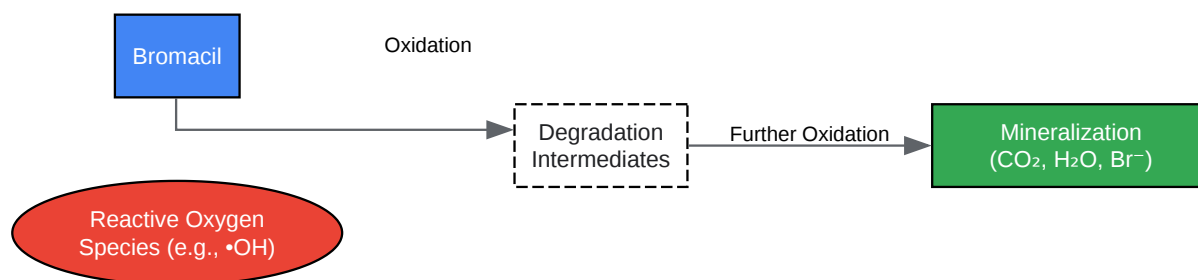 Bromacil
Oxidation
Degradation
Intermediates
Further Oxidation
Mineralization
(CO₂, H₂O, Br⁻)
Reactive Oxygen
Species (e.g., •OH)